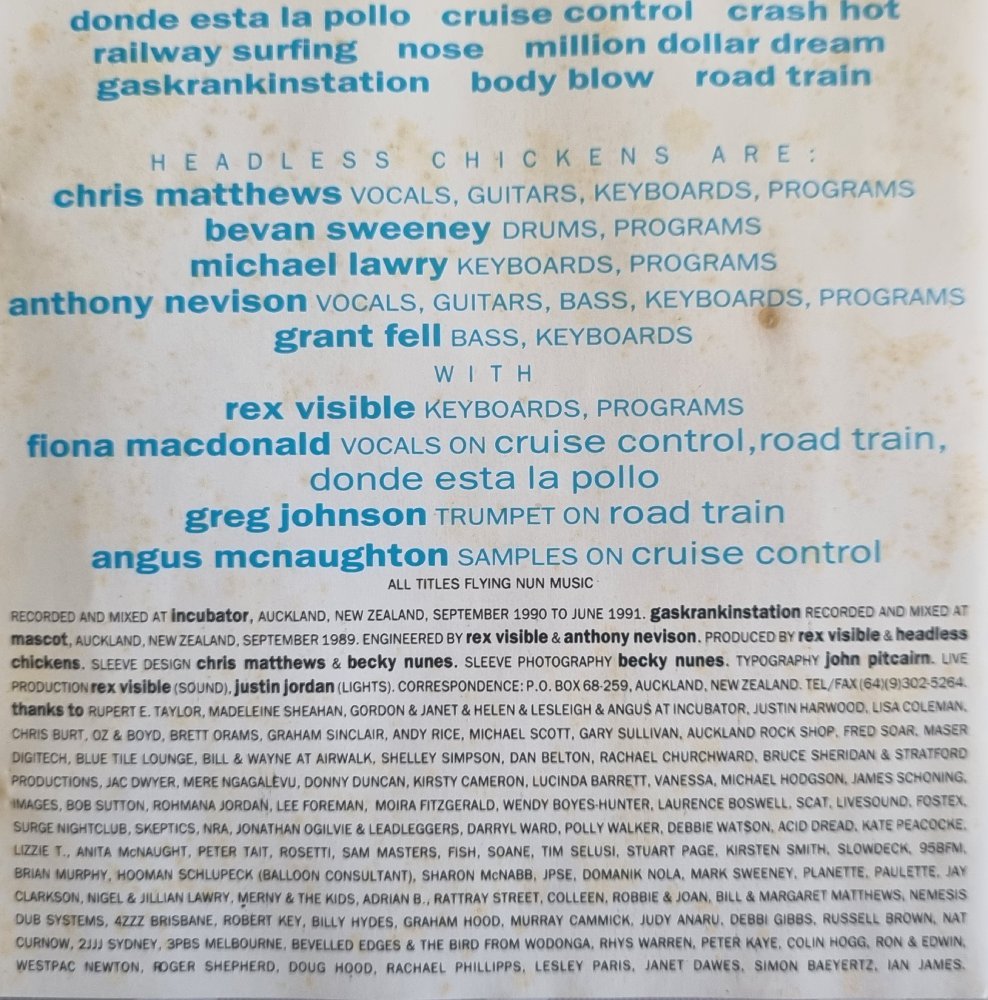 donde esta la pollo cruise control crash hot
railway surfing nose million dollar dream
gaskrankinstation body blow road train
HEADLESS CHICKENS ARE:
chris matthews VOCALS, GUITARS, KEYBOARDS, PROGRAMS
bevan sweeney DRUMS, PROGRAMS
michael lawry KEYBOARDS, PROGRAMS
anthony nevison VOCALS, GUITARS, BASS, KEYBOARDS, PROGRAMS
grant fell BASS, KEYBOARDS
WITH
rex visible KEYBOARDS, PROGRAMS
fiona macdonald VOCALS ON cruise control,road train,
donde esta la pollo
greg johnson TRUMPET ON road train
angus mcnaughton SAMPLES ON cruise control
ALL TITLES FLYING NUN MUSIC
RECORDED AND MIXED AT incubator, AUCKLAND, NEW ZEALAND, SEPTEMBER 1990 TO JUNE 1991. gaskrankinstation RECORDED AND MIXED AT
mascot, AUCKLAND, NEW ZEALAND, SEPTEMBER 1989. ENGINEERED BY rex visible & anthony nevison. PRODUCED BY rex visible & headless
chickens. SLEEVE DESIGN chris matthews & becky nunes. SLEEVE PHOTOGRAPHY becky nunes. TYPOGRAPHY john pitcairn. LIVE
PRODUCTION rex visible (SOUND), justin jordan (LIGHTS). CORRESPONDENCE: P.O. BOX 68-259, AUCKLAND, NEW ZEALAND. TEL/FAX (64)(9)302-5264.
thanks to RUPERT E. TAYLOR, MADELEINE SHEAHAN, GORDON & JANET & HELEN & LESLEIGH & ANGUS AT INCUBATOR, JUSTIN HARWOOD, LISA COLEMAN,
CHRIS BURT, OZ & BOYD, BRETT ORAMS, GRAHAM SINCLAIR, ANDY RICE, MICHAEL SCOTT, GARY SULLIVAN, AUCKLAND ROCK SHOP, FRED SOAR, MASER
DIGITECH, BLUE TILE LOUNGE, BILL & WAYNE AT AIRWALK, SHELLEY SIMPSON, DAN BELTON, RACHAEL CHURCHWARD, BRUCE SHERIDAN & STRATFORD
PRODUCTIONS, JAC DWYER, MERE NGAGALEVU, DONNY DUNCAN, KIRSTY CAMERON, LUCINDA BARRETT, VANESSA, MICHAEL HODGSON, JAMES SCHONING,
IMAGES, BOB SUTTON, ROHMANA JORDAN, LEE FOREMAN, MOIRA FITZGERALD, WENDY BOYES-HUNTER, LAURENCE BOSWELL, SCAT, LIVESOUND, FOSTEX,
SURGE NIGHTCLUB, SKEPTICS, NRA, JONATHAN OGILVIE & LEADLEGGERS, DARRYL WARD, POLLY WALKER, DEBBIE WATSON, ACID DREAD, KATE PEACOCKE,
LIZZIE T., ANITA McNAUGHT, PETER TAIT, ROSETTI, SAM MASTERS, FISH, SOANE, TIM SELUSI, STUART PAGE, KIRSTEN SMITH, SLOWDECK, 95BFM,
BRIAN MURPHY, HOOMAN SCHLUPECK (BALLOON CONSULTANT), SHARON McNABB, JPSE, DOMANIK NOLA, MARK SWEENEY, PLANETTE, PAULETTE, JAY
CLARKSON, NIGEL & JILLIAN LAWRY, MERNY & THE KIDS, ADRIAN B., RATTRAY STREET, COLLEEN, ROBBIE & JOAN, BILL & MARGARET MATTHEWS, NEMESIS
DUB SYSTEMS, 4ZZZ BRISBANE, ROBERT KEY, BILLY HYDES, GRAHAM HOOD, MURRAY CAMMICK, JUDY ANARU, DEBBI GIBBS, RUSSELL BROWN, NAT
CURNOW, 2JJJ SYDNEY, 3PBS MELBOURNE, BEVELLED EDGES & THE BIRD FROM WODONGA, RHYS WARREN, PETER KAYE, COLIN HOGG, RON & EDWIN,
WESTPAC NEWTON, ROGER SHEPHERD, DOUG HOOD, RACHAEL PHILLIPPS, LESLEY PARIS, JANET DAWES, SIMON BAEYERTZ, IAN JAMES.